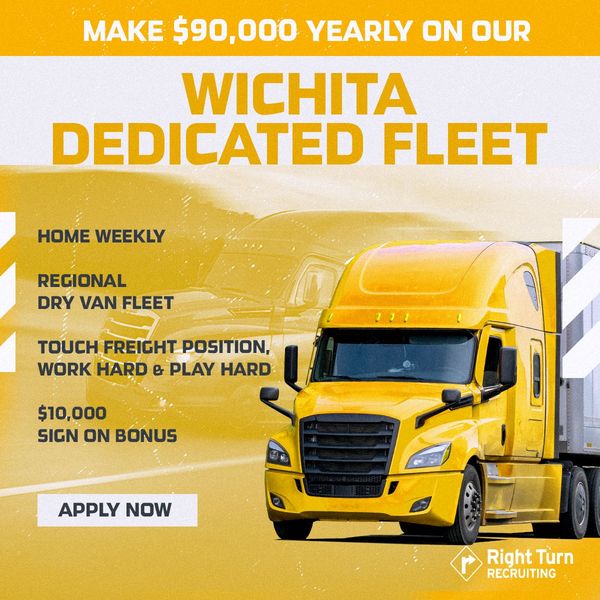 MAKE $90,000 YEARLY ON OUR
WICHITA
DEDICATED FLEET
HOME WEEKLY
REGIONAL
DRY VAN FLEET
TOUCH FREIGHT POSITION,
WORK HARD & PLAY HARD
$10,000
SIGN ON BONUS
APPLY NOW
Right Turn
RECRUITING